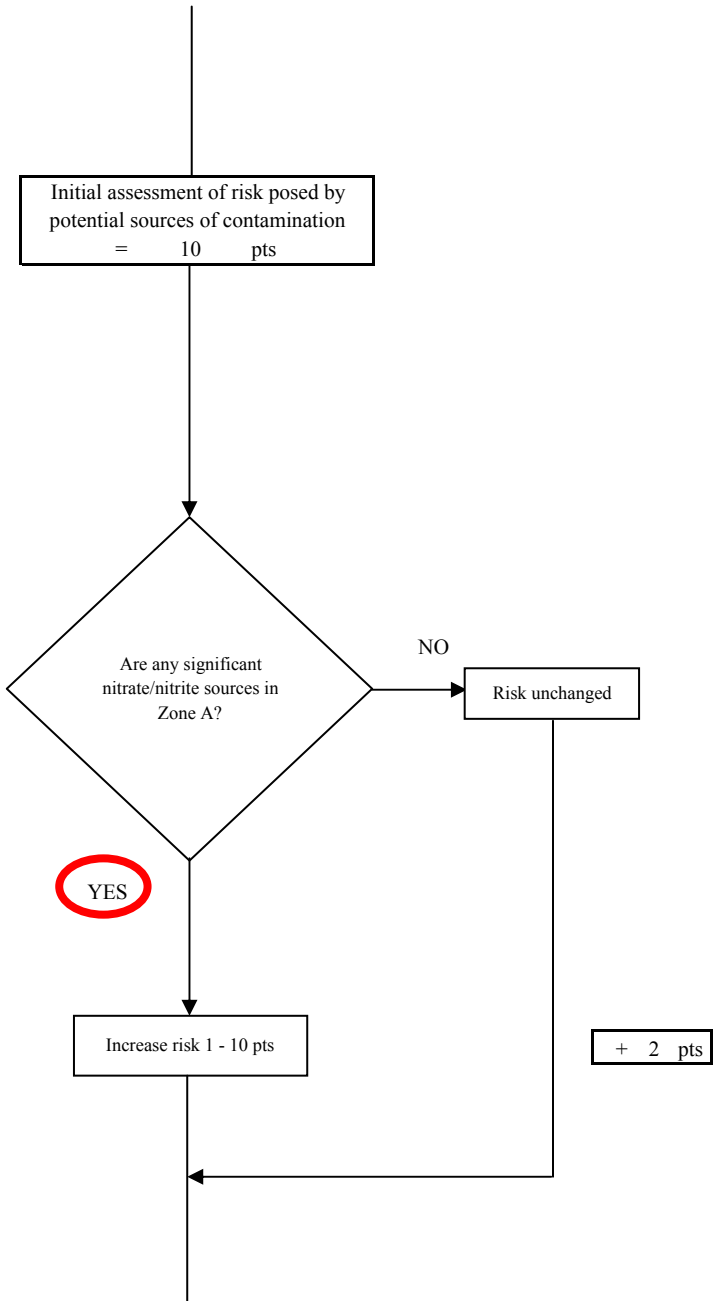 Initial assessment of risk posed by
potential sources of contamination
= 10 pts
Are any significant
nitrate/nitrite sources in
Zone A?
NO
Risk unchanged
YES
Increase risk 1 - 10 pts
+ 2 pts